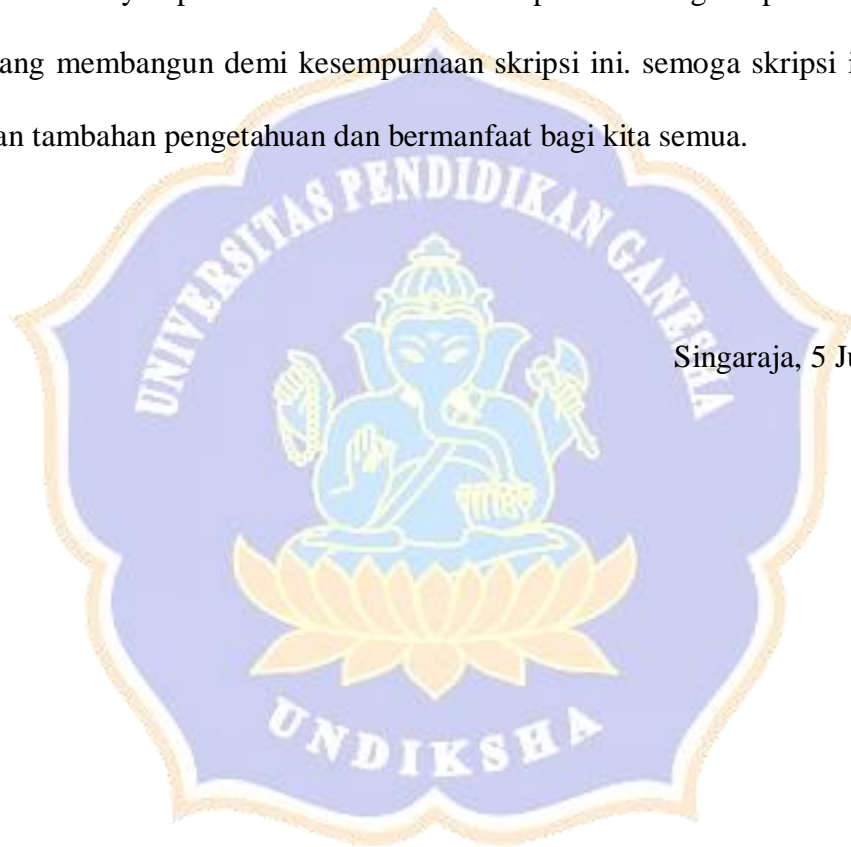 ang membangun demi kesempurnaan skripsi ini. semoga skripsi i
an tambahan pengetahuan dan bermanfaat bagi kita semua.
UNIVERSITAS PENDIDIKAN GANESHA
Singaraja, 5 Ju
UNDIKSHA